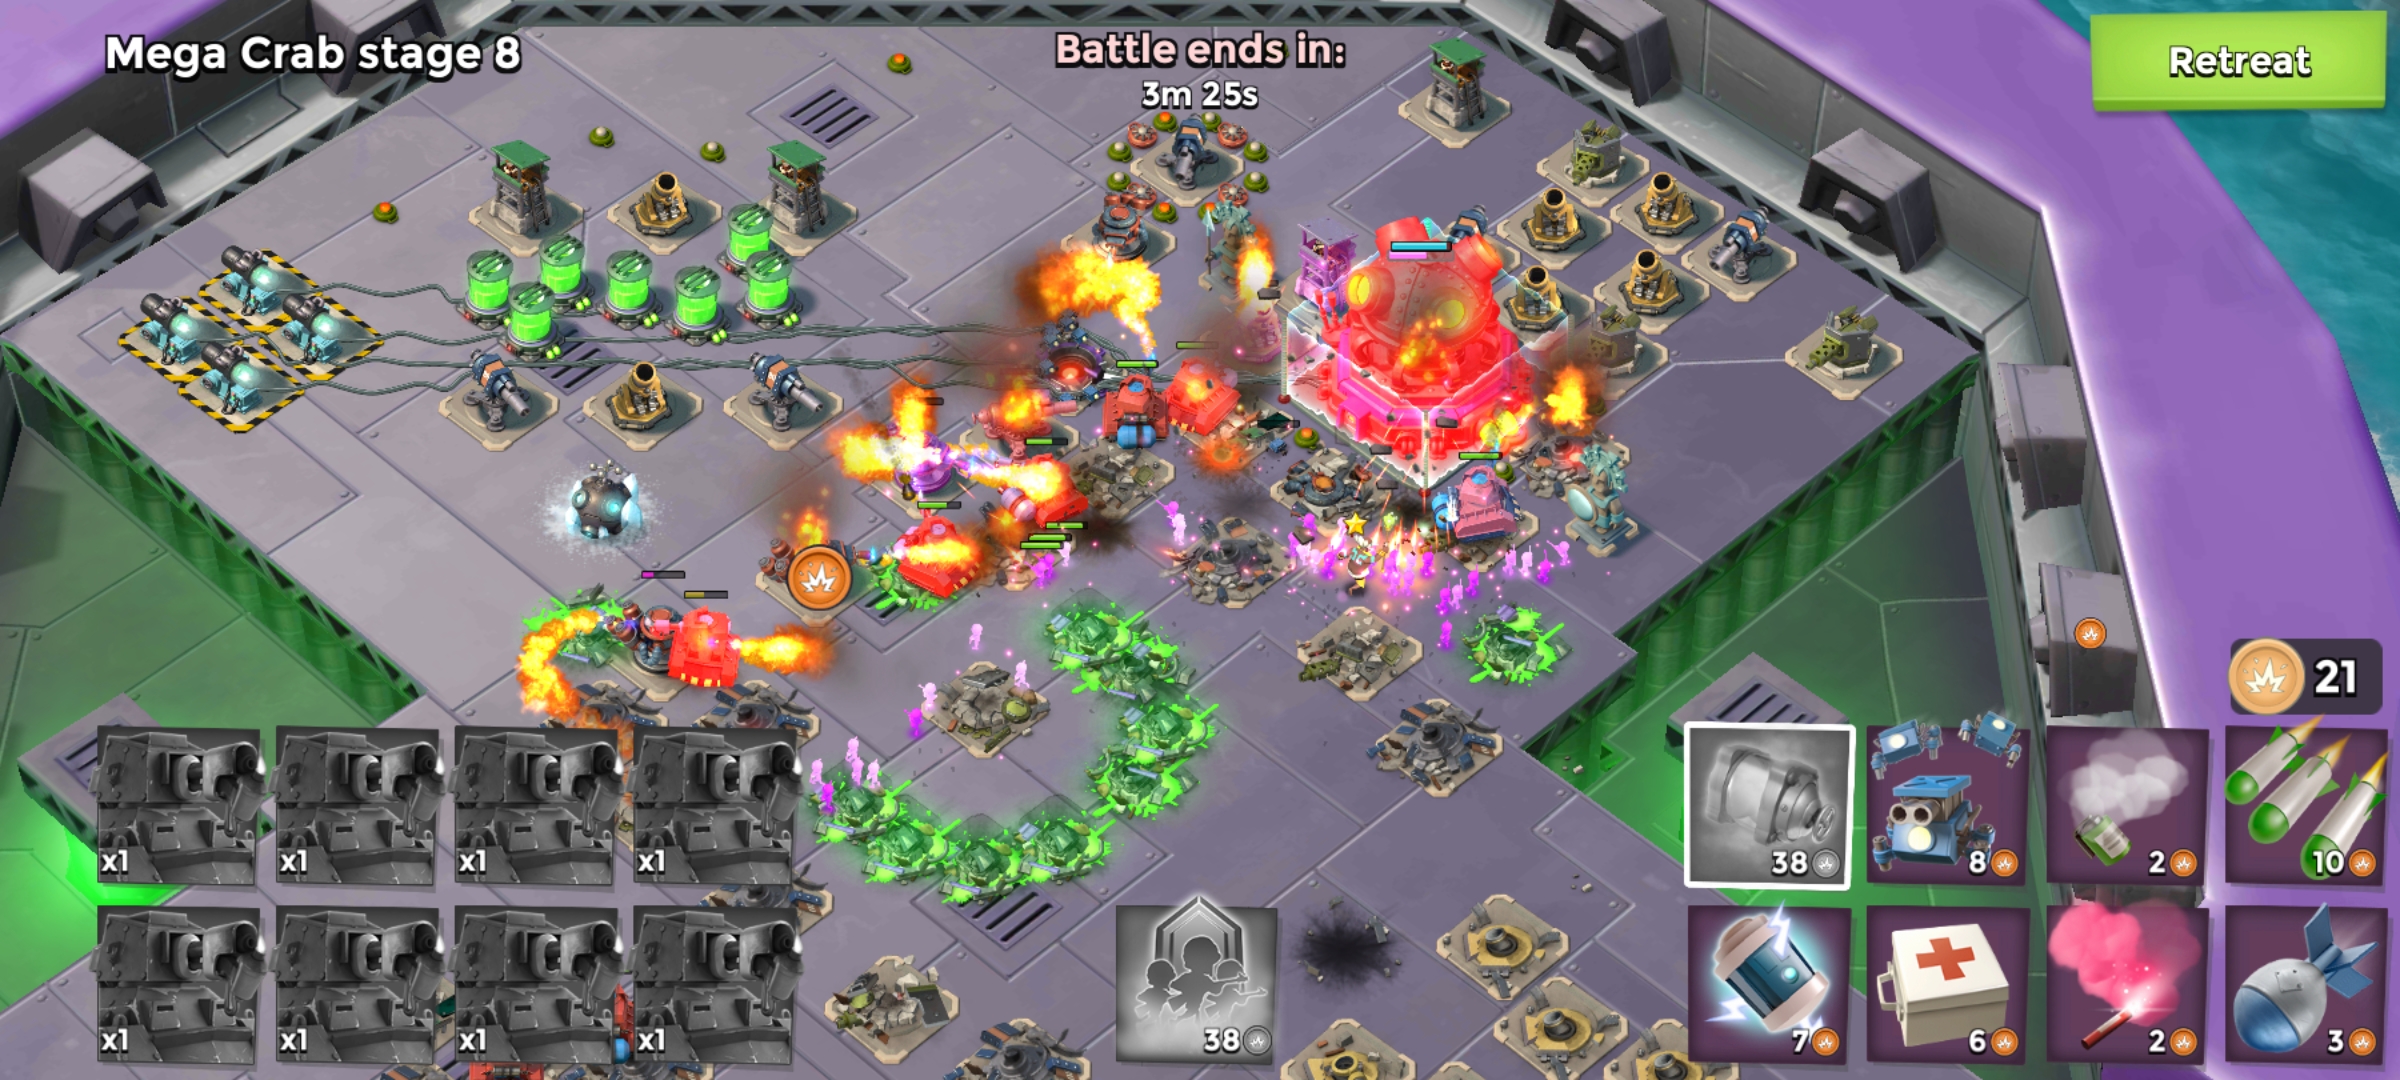 Mega Crab stage 8
Battle ends in:
3m 25s
Retreat
21
x1
x1
x1
x1
38
8
2
10
x1
x1
x1
x1
38
7
6
2
3